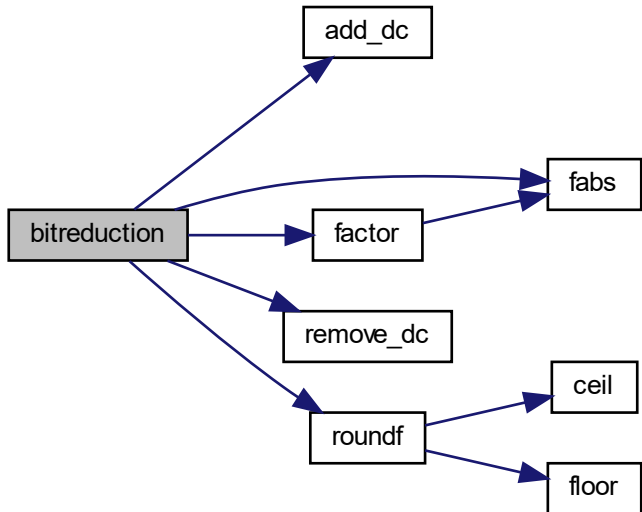 add_dc
fabs
bitreduction
factor
remove_dc
ceil
roundf
floor